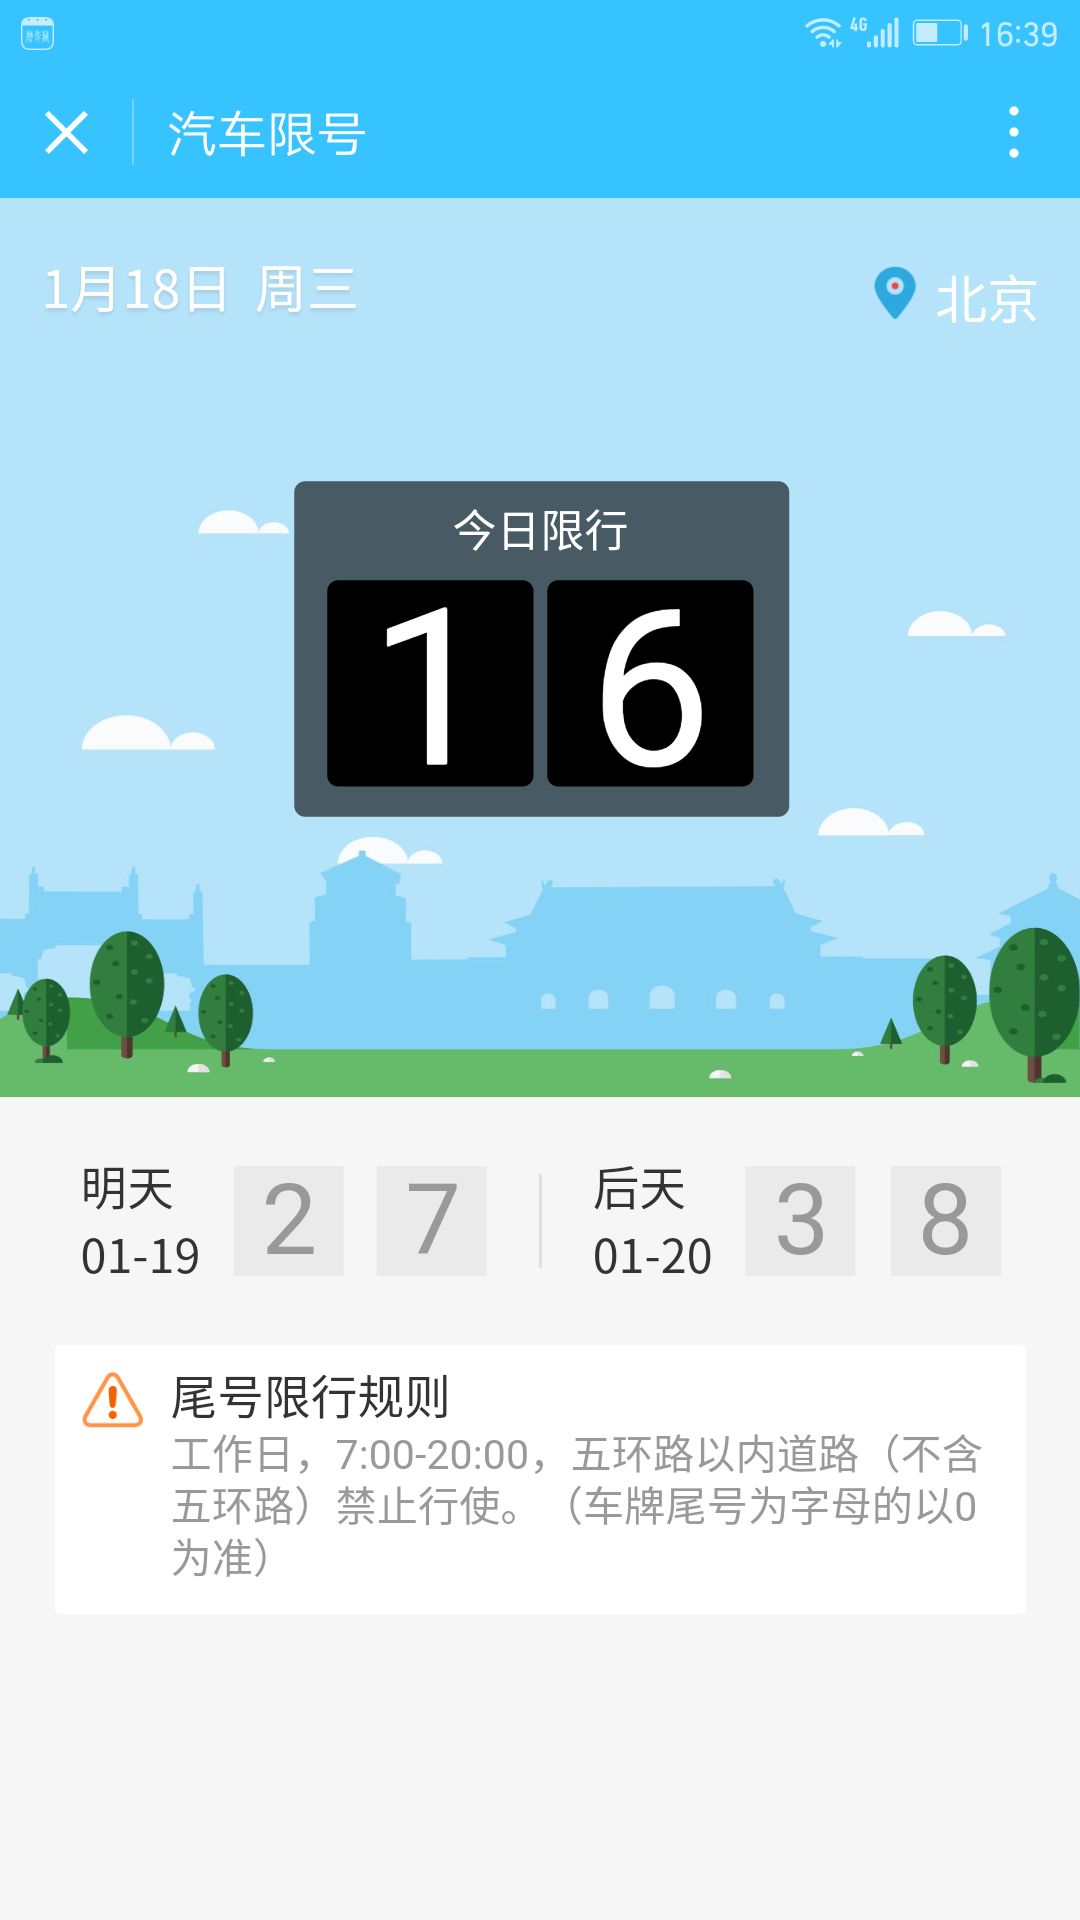 4G 16:39
汽车限号
1月18日 周三
北京
今日限行
1 6
明天 2 7 后天 3 8
01-19 01-20
尾号限行规则
工作日，7:00-20:00，五环路以内道路（不含
五环路）禁止行使。（车牌尾号为字母的以0
为准）